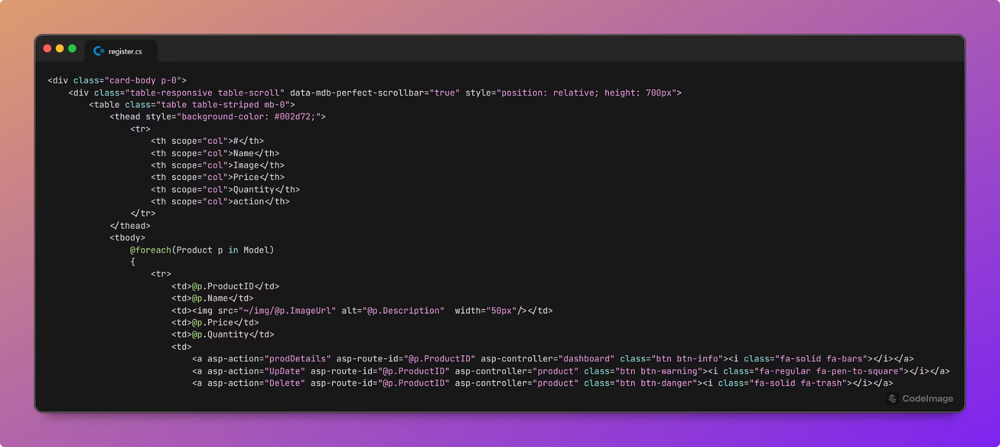 register.cs
<div class="card-body p-0">
    <div class="table-responsive table-scroll" data-mdb-perfect-scrollbar="true" style="position: relative; height: 700px">
        <table class="table table-striped mb-0">
            <thead style="background-color: #002d72;">
                <tr>
                    <th scope="col">#</th>
                    <th scope="col">Name</th>
                    <th scope="col">Image</th>
                    <th scope="col">Price</th>
                    <th scope="col">Quantity</th>
                    <th scope="col">action</th>
                </tr>
            </thead>
            <tbody>
                @foreach(Product p in Model)
                {
                    <tr>
                        <td>@p.ProductID</td>
                        <td>@p.Name</td>
                        <td><img src="~/img/@p.ImageUrl" alt="@p.Description"  width="50px"/></td>
                        <td>@p.Price</td>
                        <td>@p.Quantity</td>
                        <td>
                            <a asp-action="prodDetails" asp-route-id="@p.ProductID" asp-controller="dashboard" class="btn btn-info"><i class="fa-solid fa-bars"></i></a>
                            <a asp-action="UpDate" asp-route-id="@p.ProductID" asp-controller="product" class="btn btn-warning"><i class="fa-regular fa-pen-to-square"></i></a>
                            <a asp-action="Delete" asp-route-id="@p.ProductID" asp-controller="product" class="btn btn-danger"><i class="fa-solid fa-trash"></i></a>
CodeImage